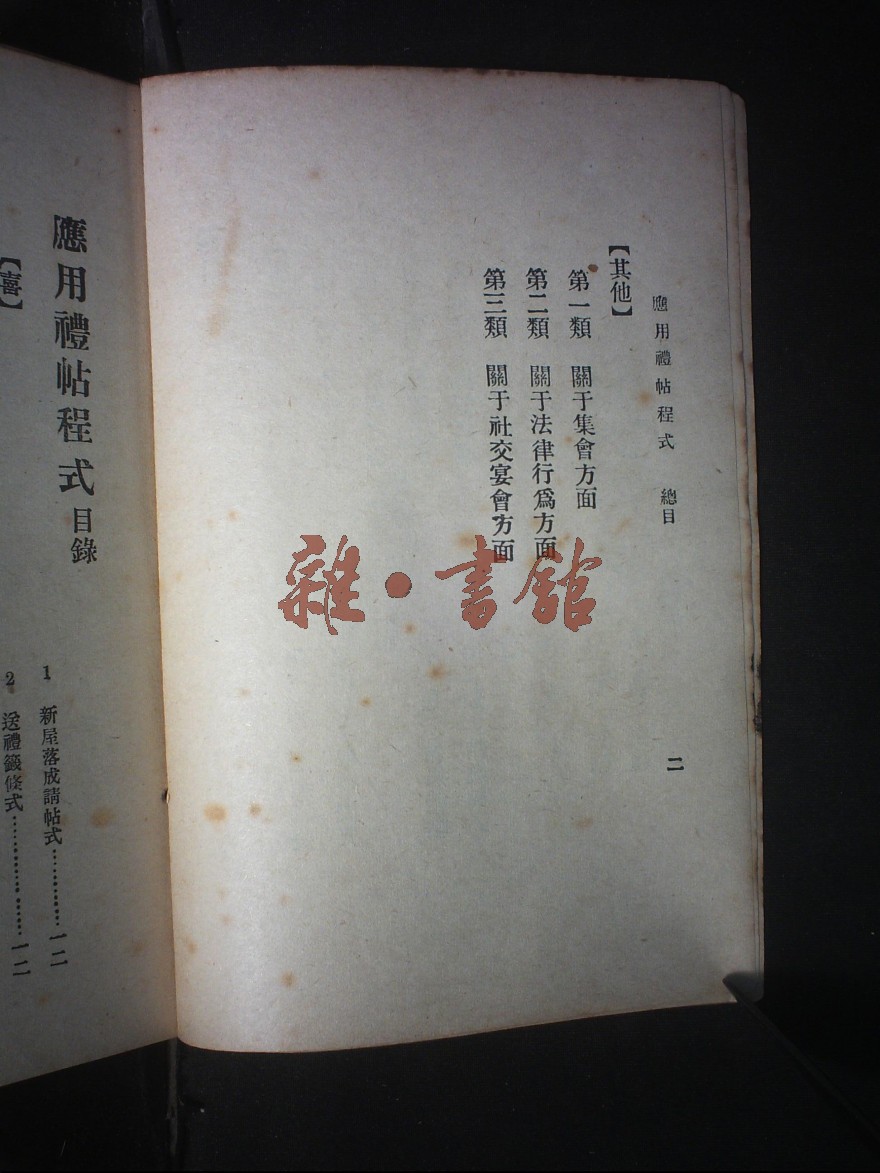 應用禮帖程式 總目
二
【其他】
第一類 關于集會方面
第二類 關于法律行爲方面
第三類 關于社交宴會方面
應用禮帖程式目錄
【喜】
1 新屋落成請帖式…………一二
2 送禮籤條式…………一二
雜·書館